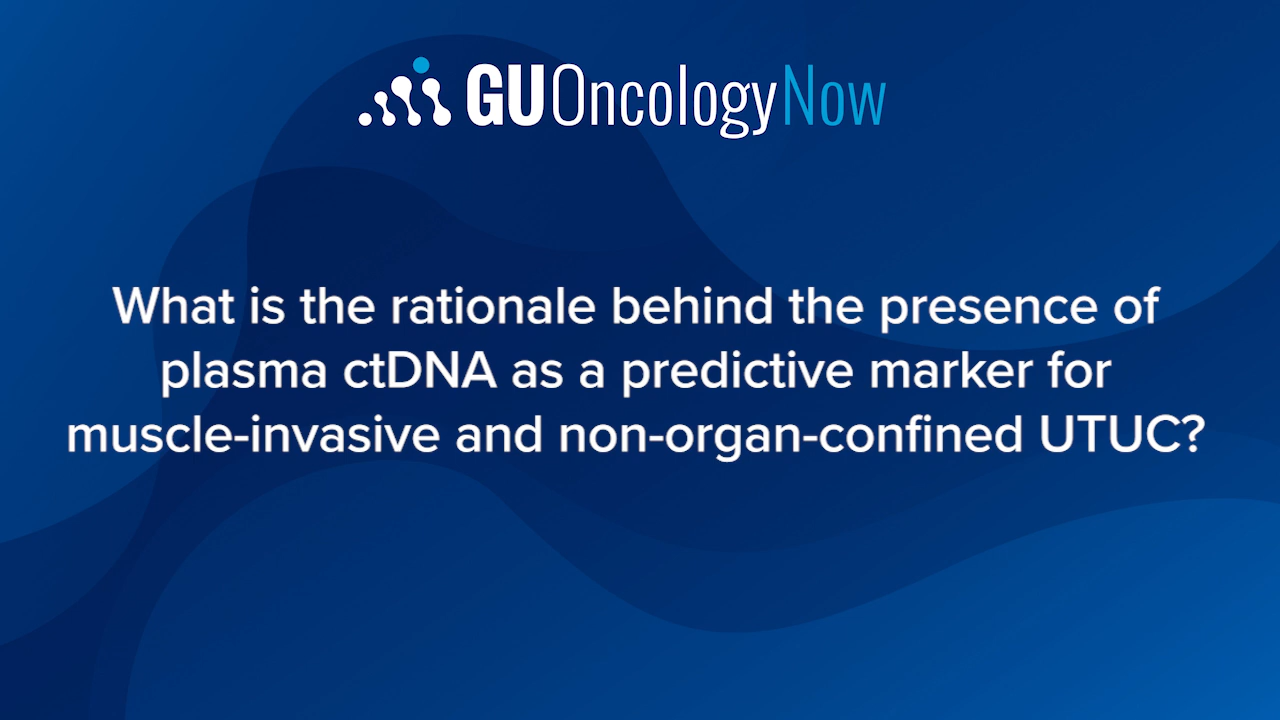 GUOncologyNow
What is the rationale behind the presence of
plasma ctDNA as a predictive marker for
muscle-invasive and non-organ-confined UTUC?